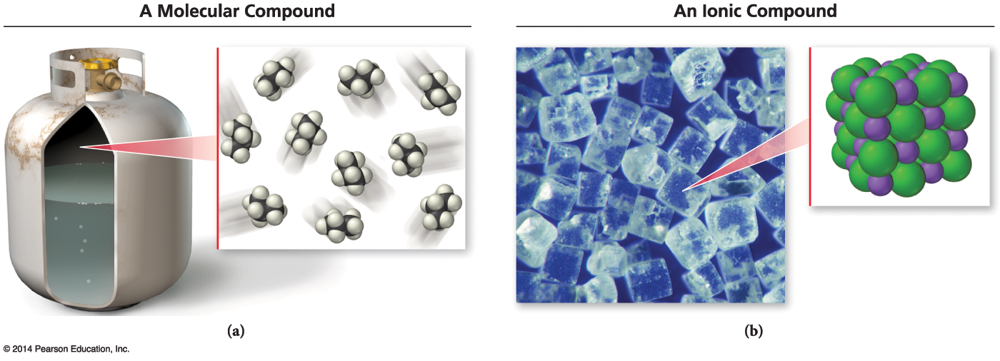 A Molecular Compound
An Ionic Compound
(a)
(b)
© 2014 Pearson Education, Inc.